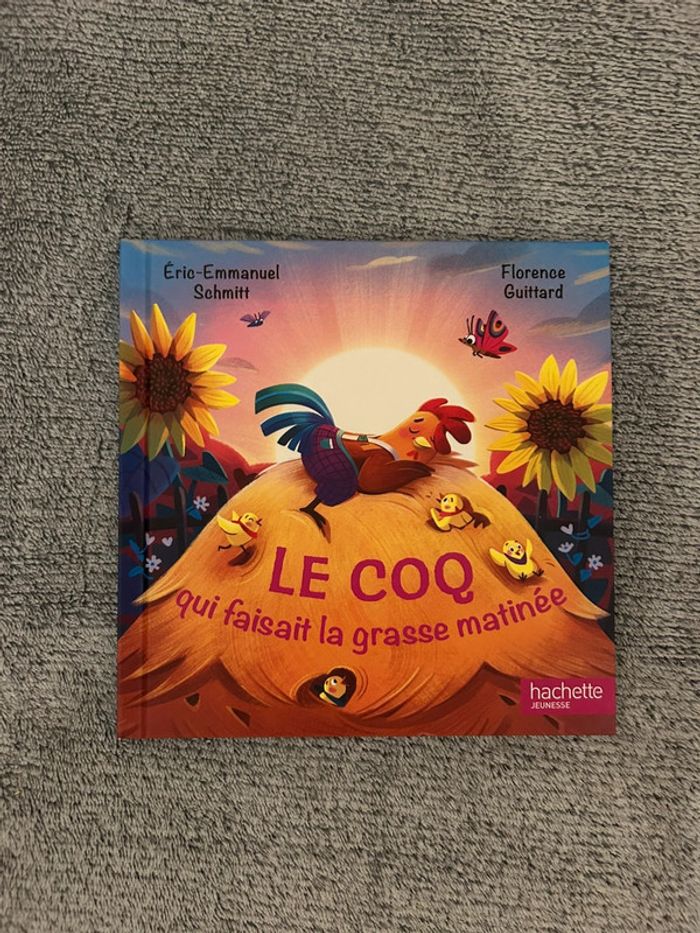 Éric-Emmanuel
Schmitt
Florence
Guittard
LE COQ
qui faisait la grasse matinée
hachette
JEUNESSE